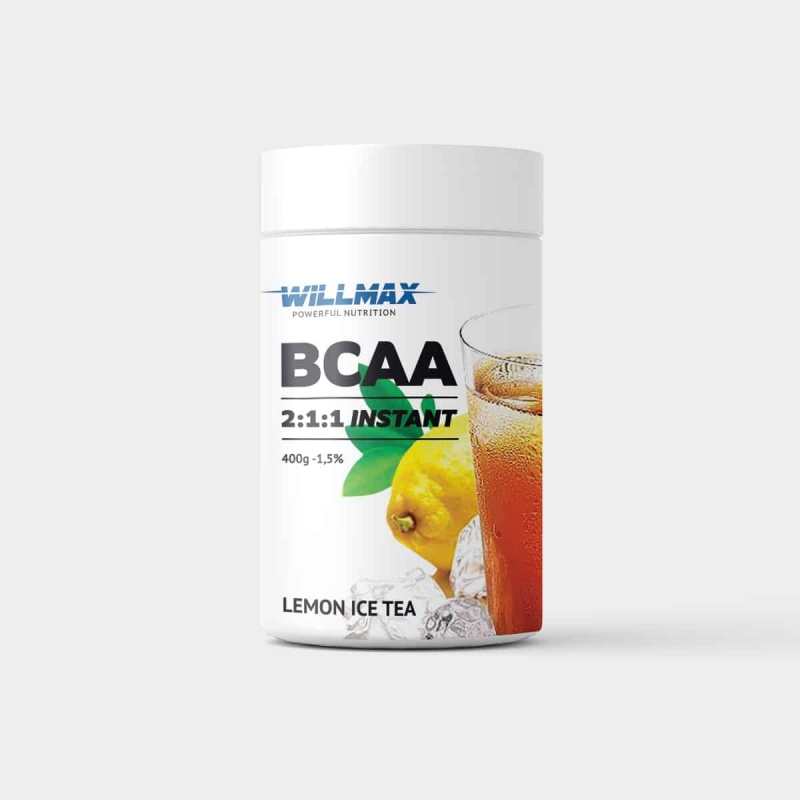 WILLMAX
POWERFUL NUTRITION
BCAA
2:1:1 INSTANT
400g -1,5%
LEMON ICE TEA